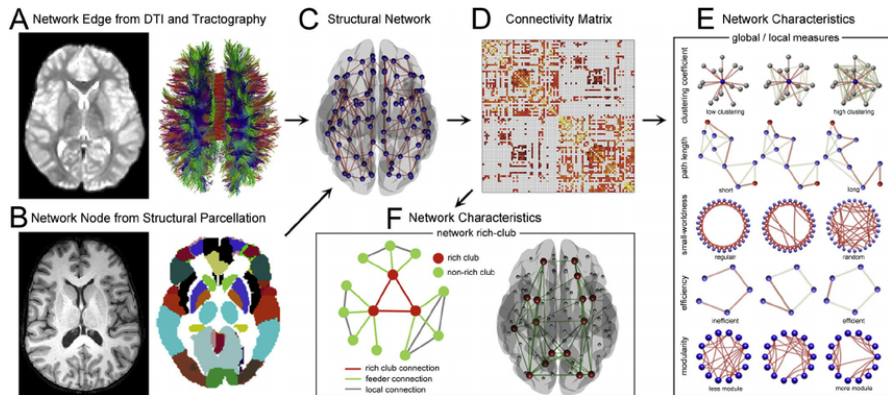 A Network Edge from DTI and Tractography
C Structural Network
D Connectivity Matrix
E Network Characteristics
global / local measures
clustering coefficient
low clustering
high clustering
path length
short
long
small-worldness
regulair
random
efficiency
inefficient
efficient
modularity
less module
more module
B Network Node from Structural Parcellation
F Network Characteristics
network rich-club
rich club
non-rich club
rich club connection
feeder connection
local connection